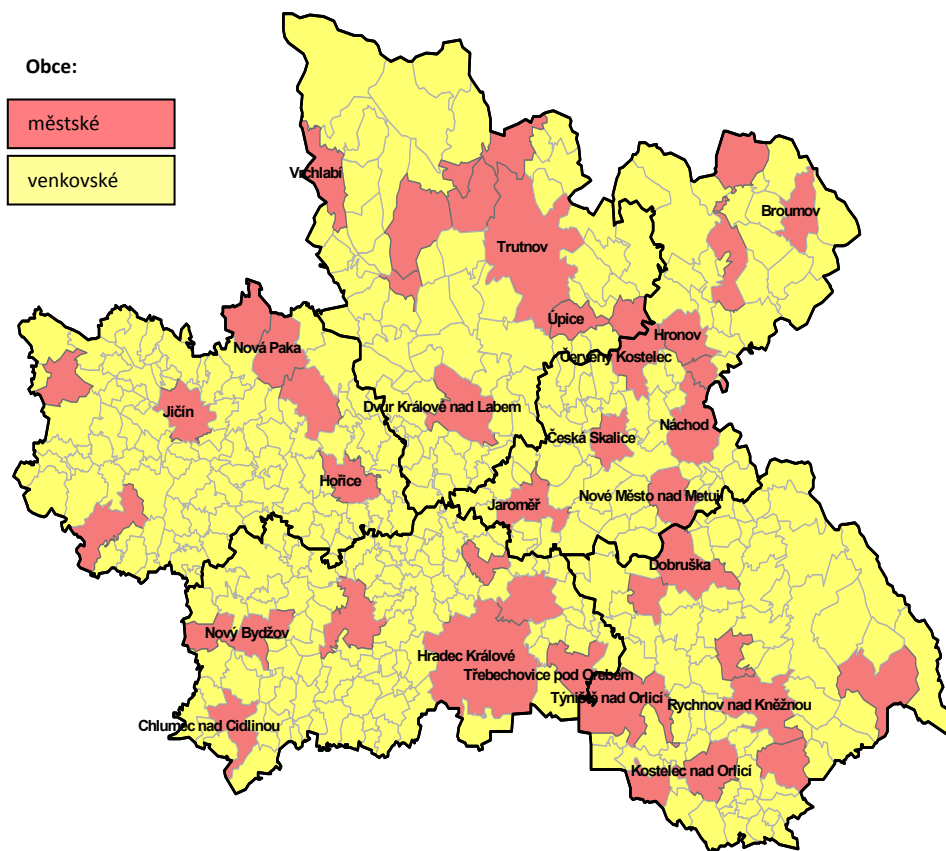 Obce:
městské
venkovské
Vrchlabí
Broumov
Trutnov
Úpice
Hronov
Nová Paka
Červený Kostelec
Dvůr Králové nad Labem
Jičín
Náchod
Česká Skalice
Hořice
Nové Město nad Metují
Jaroměř
Dobruška
Nový Bydžov
Hradec Králové
Třebechovice pod Orebem
Týniště nad Orlicí
Rychnov nad Kněžnou
Chlumec nad Cidlinou
Kostelec nad Orlicí